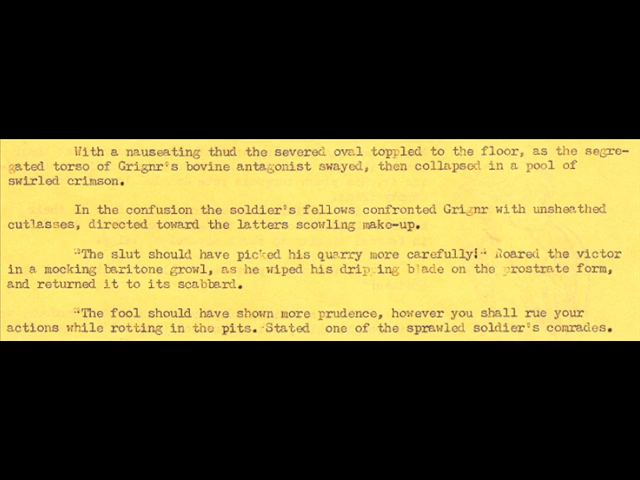 With a nauseating thud the severed oval toppled to the floor, as the segre-
gated torso of Grignr's bovine antagonist swayed, then collapsed in a pool of
swirled crimson.
In the confusion the soldier's fellows confronted Grignr with unsheathed
cutlasses, directed toward the latters scowling make-up.
"The slut should have picked his quarry more carefully!" Roared the victor
in a mocking baritone growl, as he wiped his dripping blade on the prostrate form,
and returned it to its scabbard.
"The fool should have shown more prudence, however you shall rue your
actions while rotting in the pits." Stated one of the sprawled soldier's comrades.